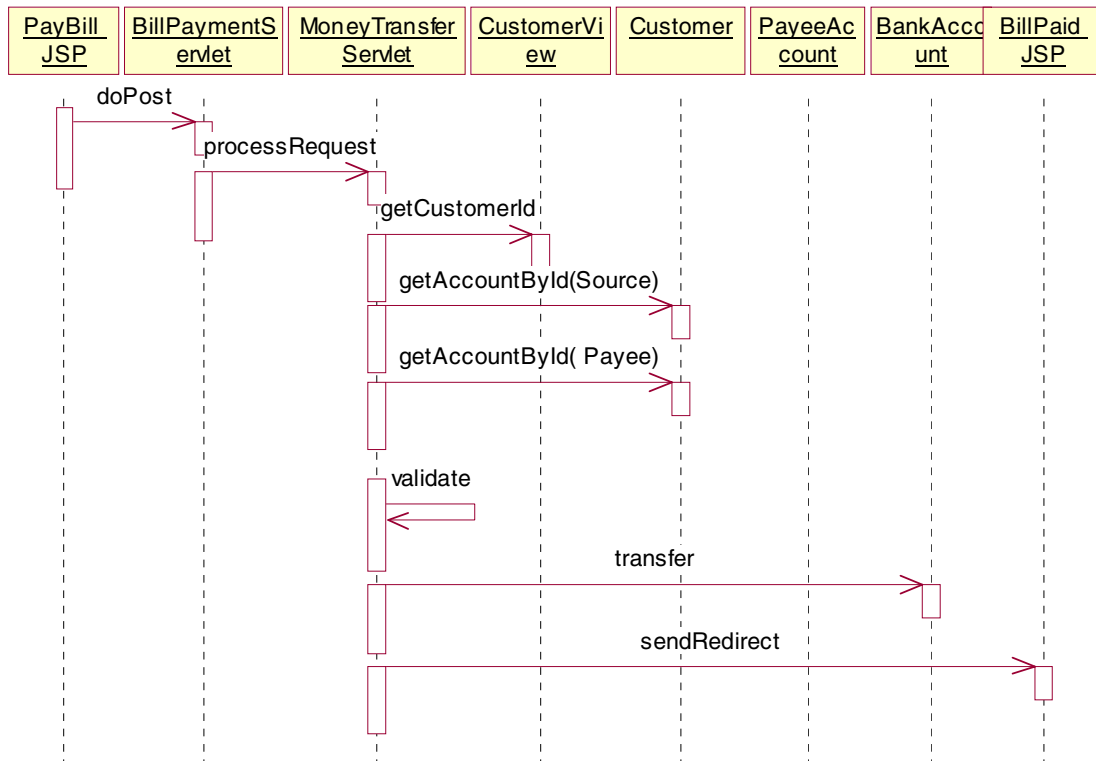 PayBill
JSP
BillPaymentS
ervlet
MoneyTransfer
Servlet
CustomerVi
ew
Customer
PayeeAc
count
BankAcco
unt
BillPaid
JSP
doPost
processRequest
getCustomerId
getAccountById(Source)
getAccountById( Payee)
validate
transfer
sendRedirect